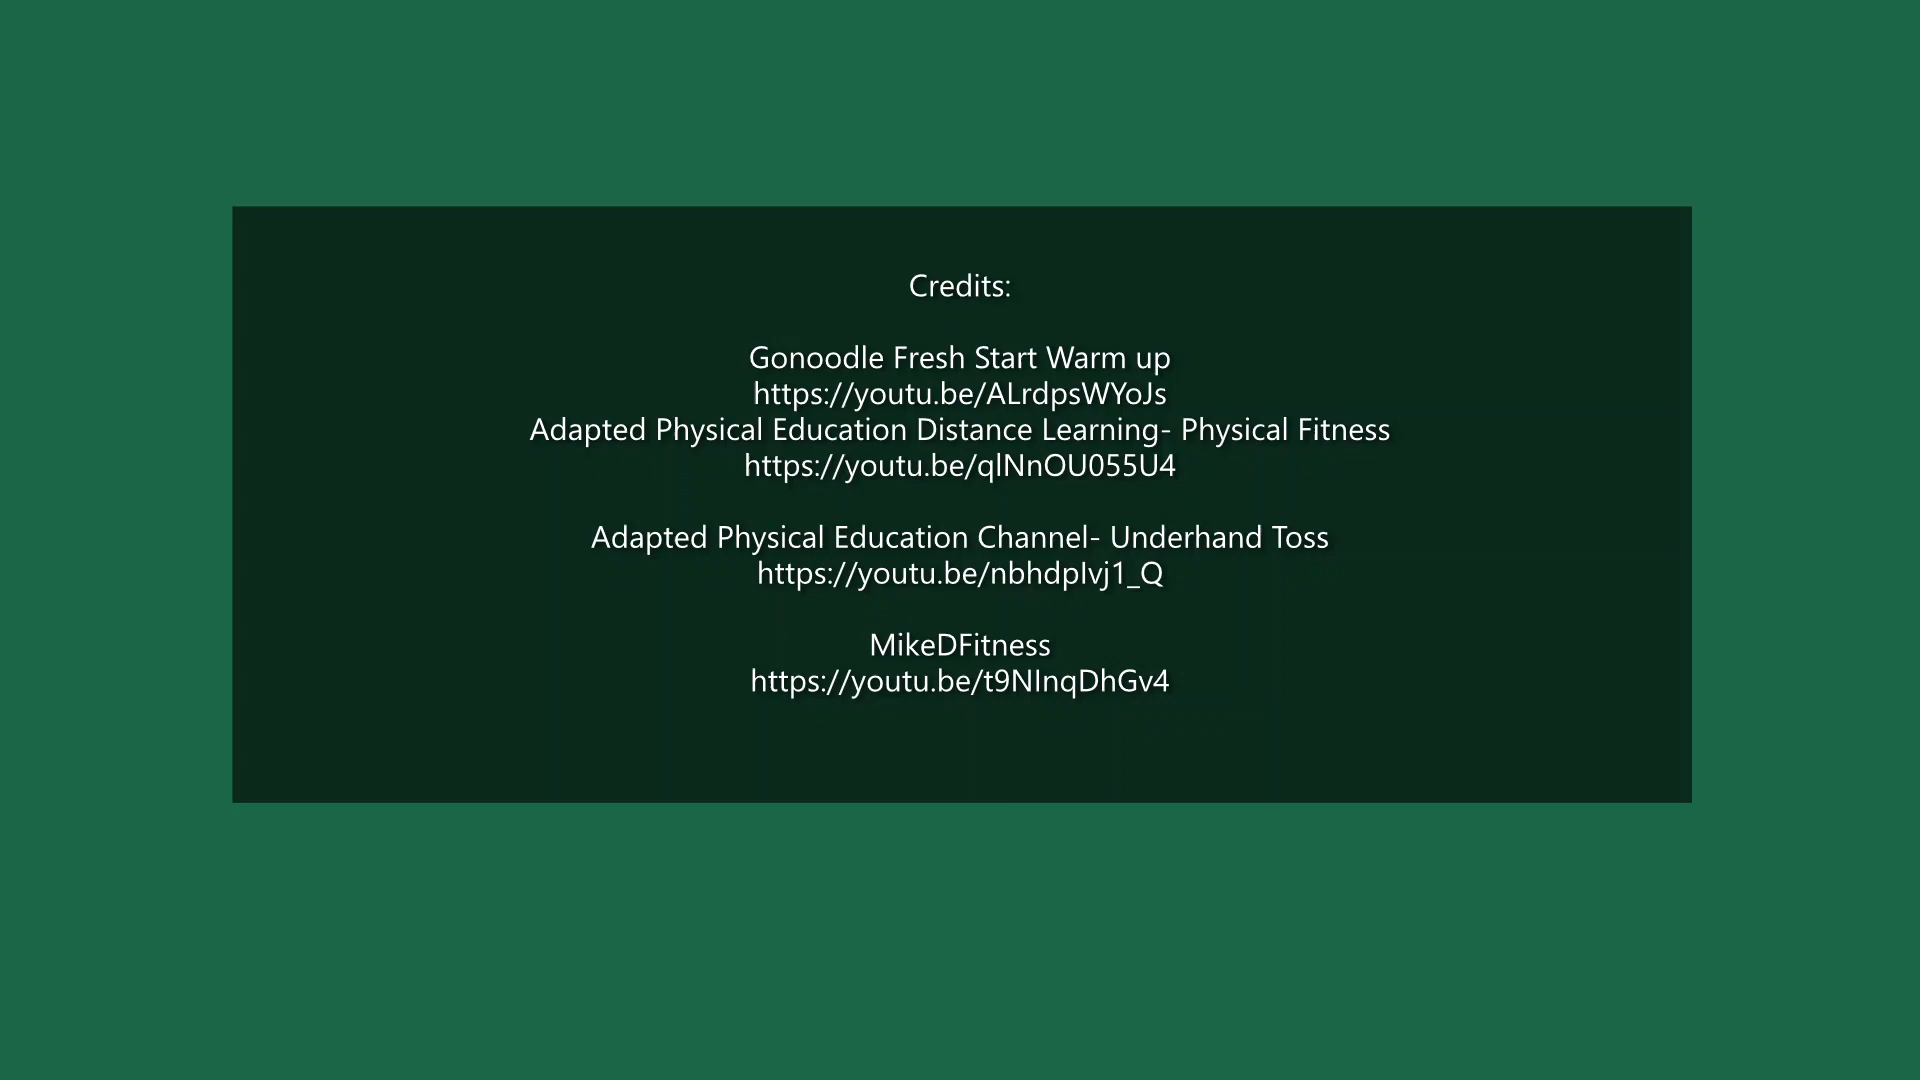 Credits:
Gonoodle Fresh Start Warm up
https://youtu.be/ALrdpsWYoJs
Adapted Physical Education Distance Learning- Physical Fitness
https://youtu.be/qlNnOU055U4
Adapted Physical Education Channel- Underhand Toss
https://youtu.be/nbhdpIvj1_Q
MikeDFitness
https://youtu.be/t9NInqDhGv4